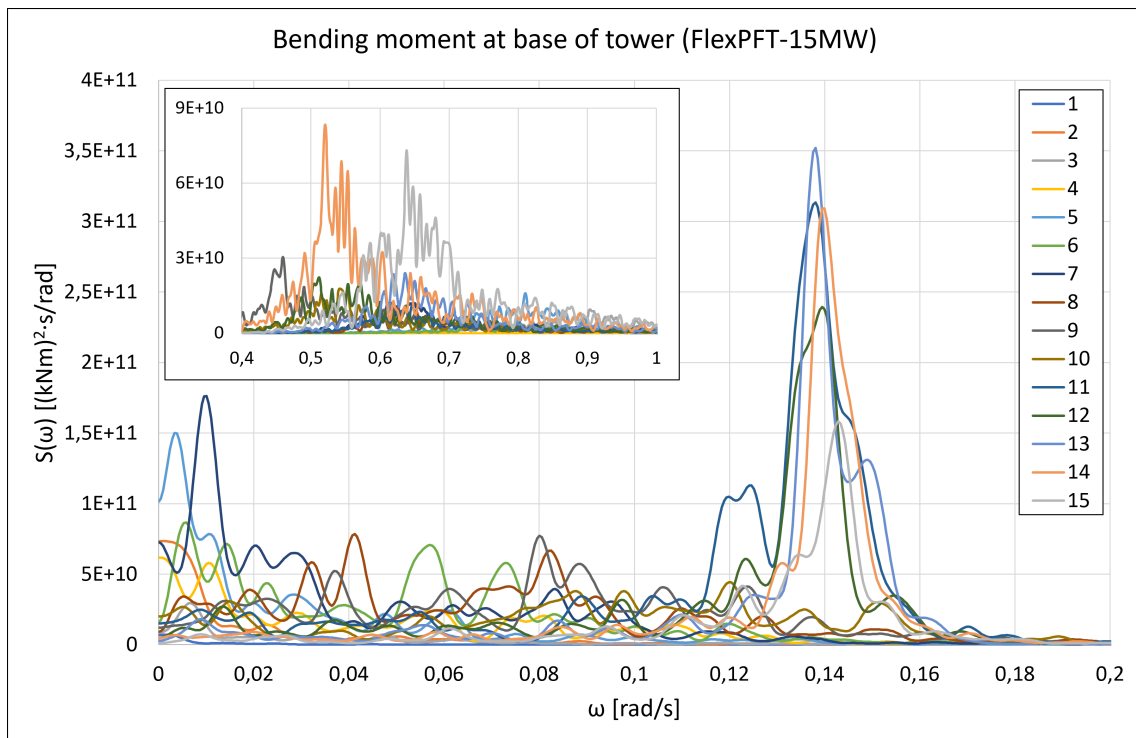 Bending moment at base of tower (FlexPFT-15MW)
4E+11
3,5E+11
3E+11
2,5E+11
2E+11
1,5E+11
1E+11
5E+10
0
S(ω) [(kNm)²·s/rad]
9E+10
6E+10
3E+10
0
0,4 0,5 0,6 0,7 0,8 0,9 1
1
2
3
4
5
6
7
8
9
10
11
12
13
14
15
0 0,02 0,04 0,06 0,08 0,1 0,12 0,14 0,16 0,18 0,2
ω [rad/s]